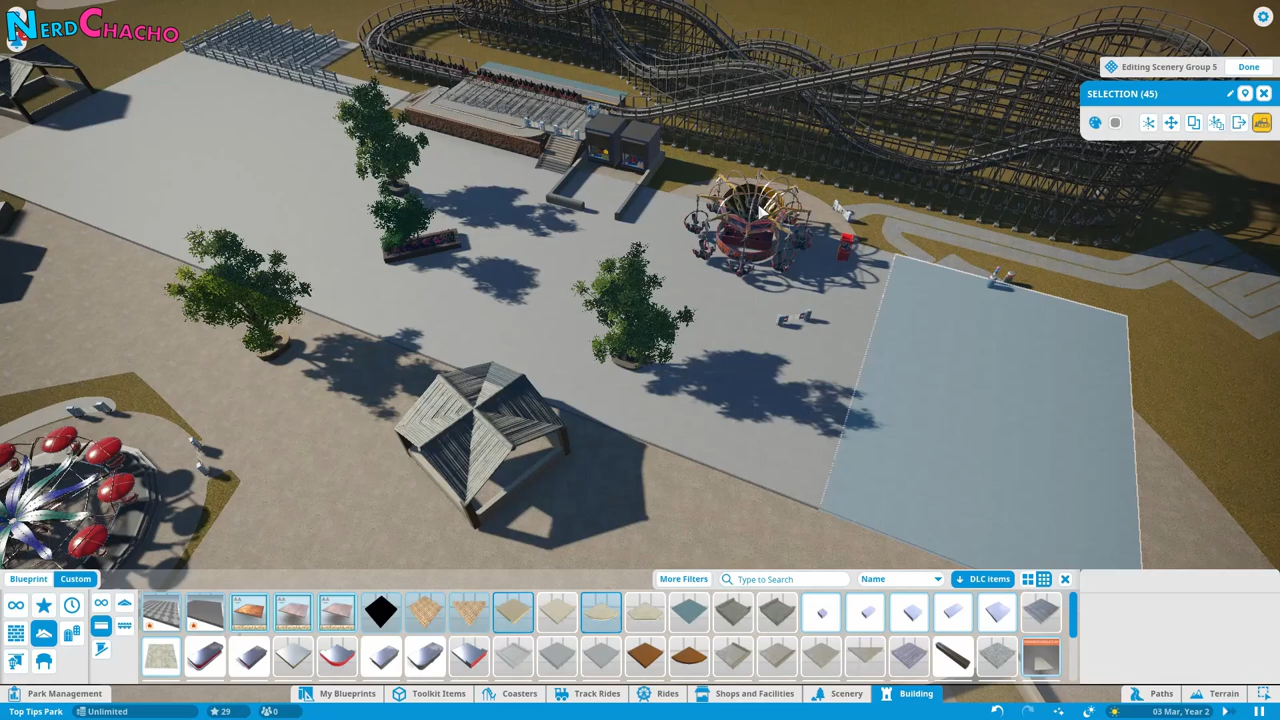 NERDCHACHO
Editing Scenery Group 5
Done
SELECTION (45)
Blueprint
Custom
More Filters
Type to Search
Name
DLC items
Park Management
My Blueprints
Toolkit Items
Coasters
Track Rides
Rides
Shops and Facilities
Scenery
Building
Paths
Terrain
Top Tips Park
Unlimited
29
0
03 Mar, Year 2